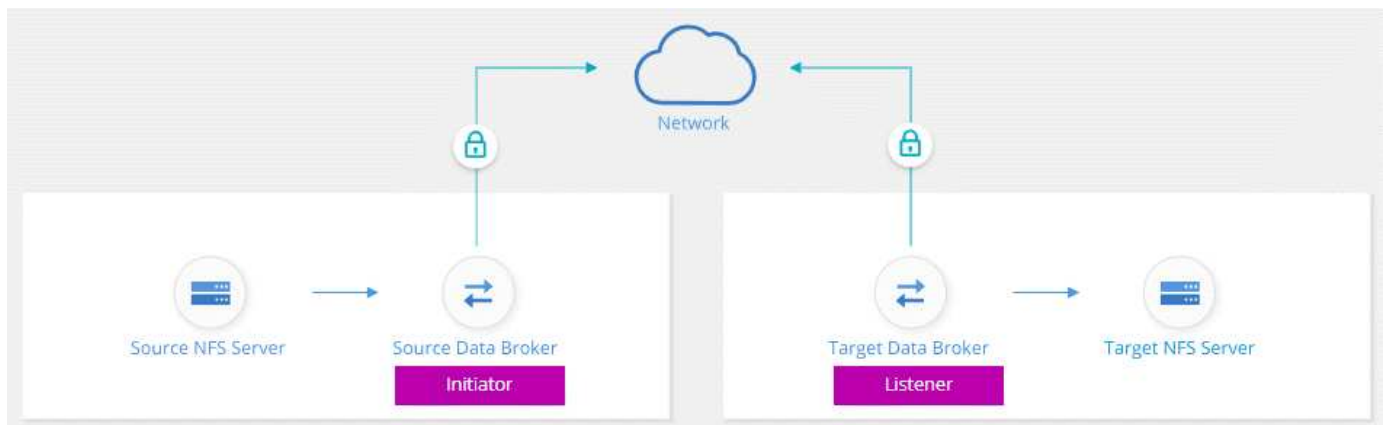 Network
Source NFS Server
Source Data Broker
Target Data Broker
Target NFS Server
Initiator
Listener